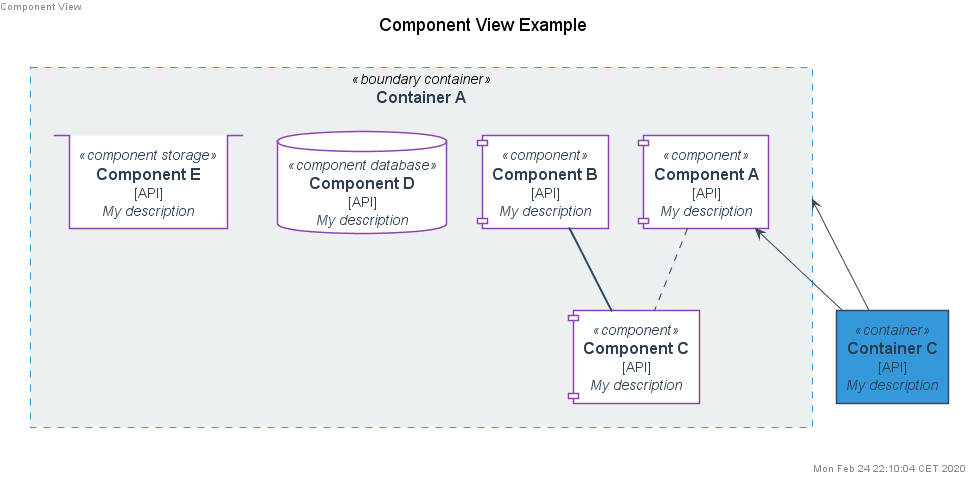 Component View
Component View Example
«boundary container»
Container A
«component storage»
Component E
[API]
My description
«component database»
Component D
[API]
My description
«component»
Component B
[API]
My description
«component»
Component A
[API]
My description
«component»
Component C
[API]
My description
«container»
Container C
[API]
My description
Mon Feb 24 22:10:04 CET 2020